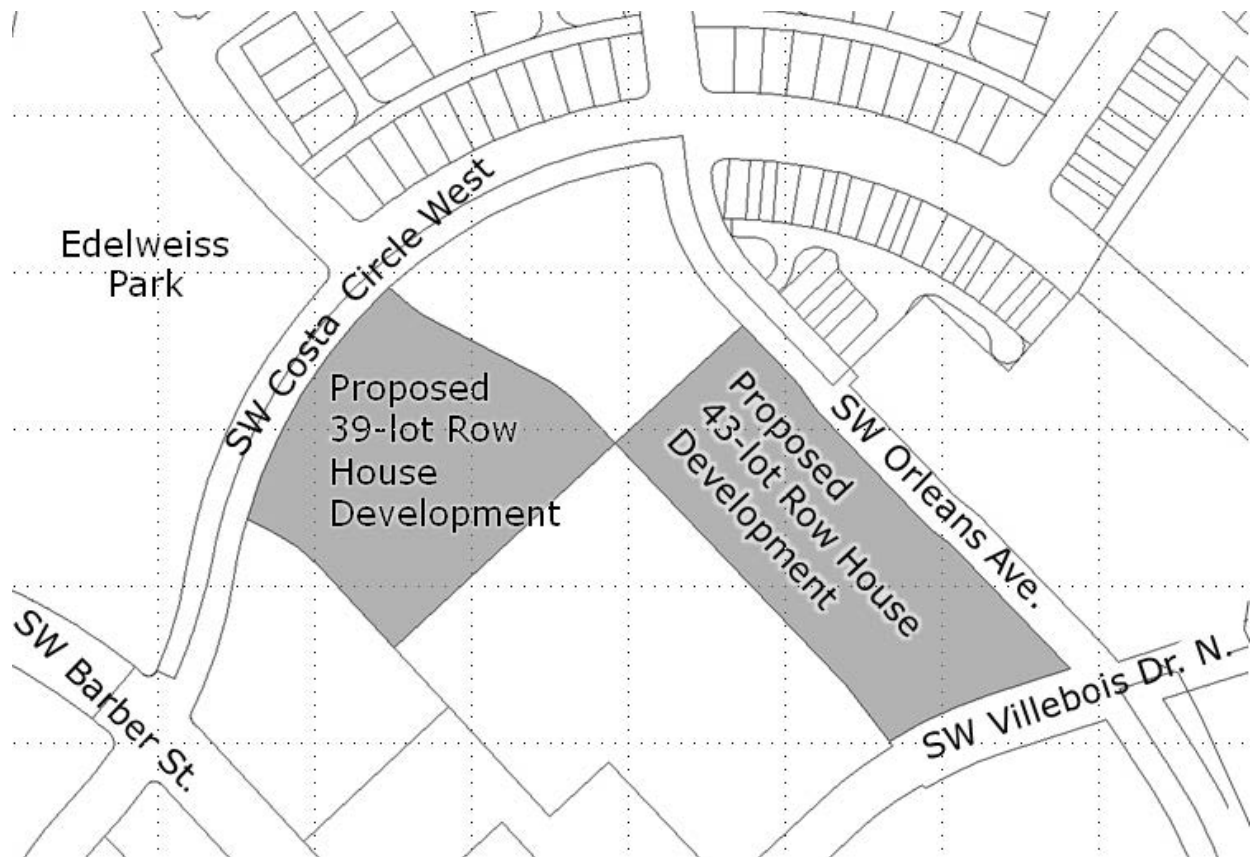 Edelweiss
Park
SW Costa Circle West
Proposed
39-lot Row
House
Development
Proposed
43-lot Row House
Development
SW Orleans Ave.
SW Barber St.
SW Villebois Dr. N.